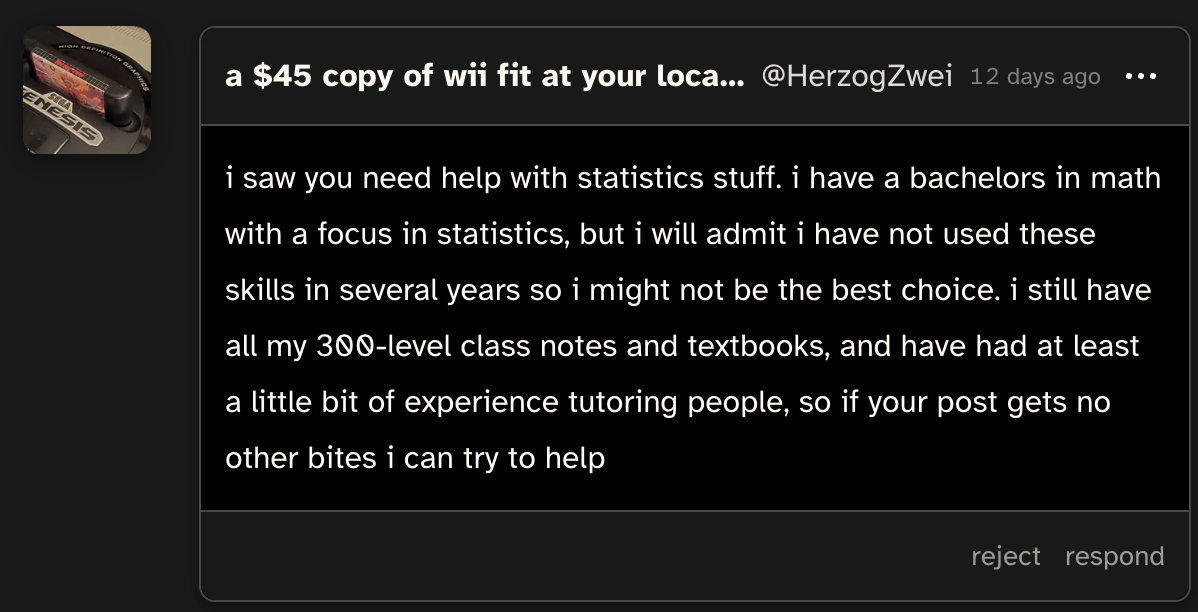 HIGH DEFINITION GRAPHICS
SEGA
GENESIS
a $45 copy of wii fit at your loca... @HerzogZwei 12 days ago
i saw you need help with statistics stuff. i have a bachelors in math
with a focus in statistics, but i will admit i have not used these
skills in several years so i might not be the best choice. i still have
all my 300-level class notes and textbooks, and have had at least
a little bit of experience tutoring people, so if your post gets no
other bites i can try to help
reject respond